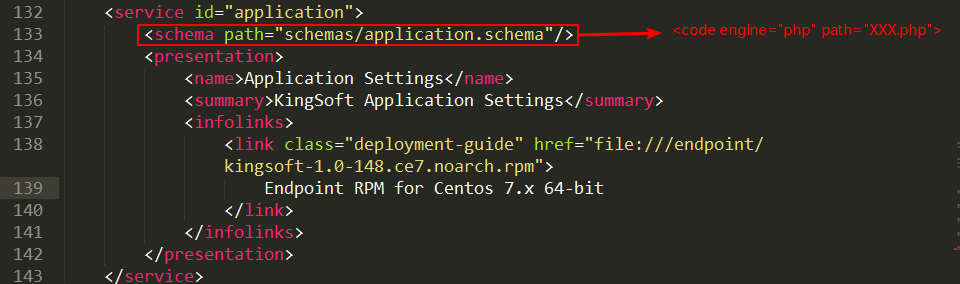 132 <service id="application">
133 <schema path="schemas/application.schema"/> <code engine="php" path="XXX.php">
134 <presentation>
135 <name>Application Settings</name>
136 <summary>KingSoft Application Settings</summary>
137 <infolinks>
138 <link class="deployment-guide" href="file:///endpoint/
kingsoft-1.0-148.ce7.noarch.rpm">
139 Endpoint RPM for Centos 7.x 64-bit
140 </link>
141 </infolinks>
142 </presentation>
143 </service>